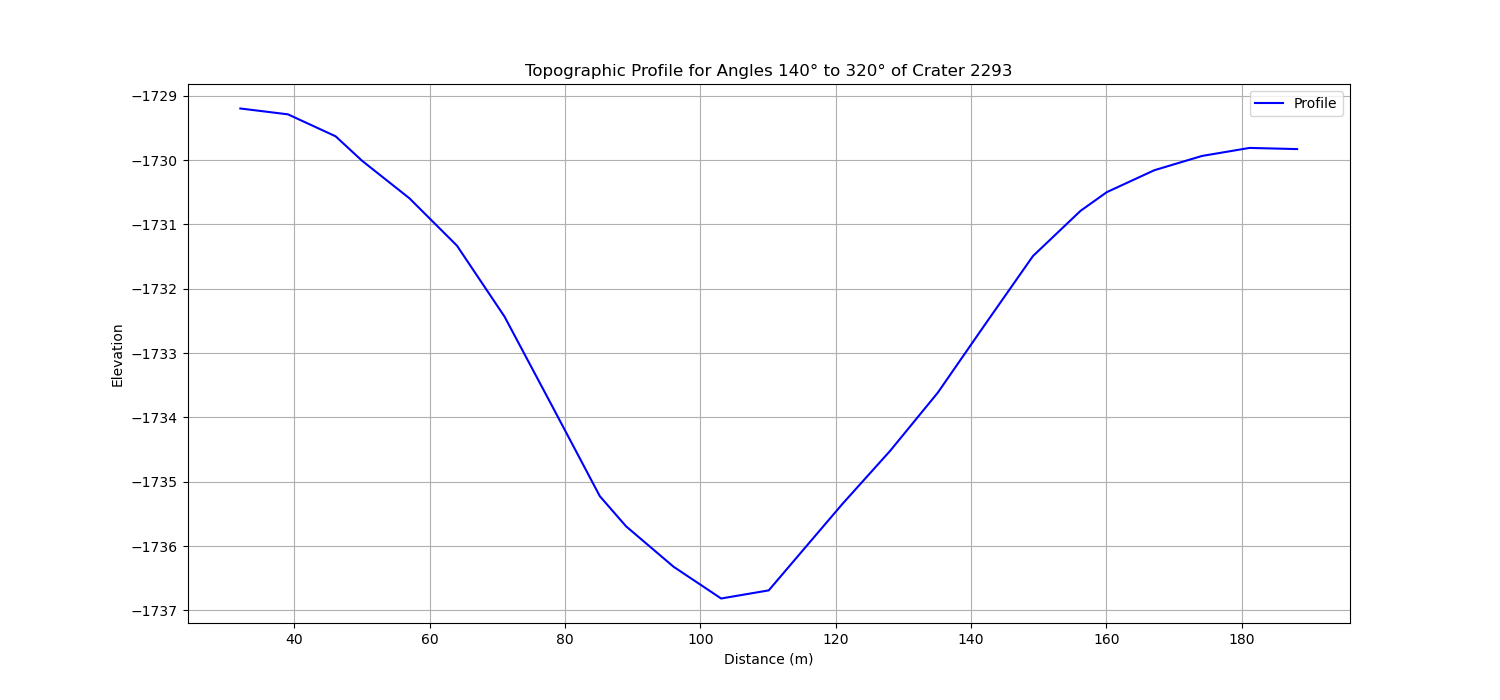 Topographic Profile for Angles 140° to 320° of Crater 2293
Profile
−1729
−1730
−1731
−1732
−1733
−1734
−1735
−1736
−1737
Elevation
40 60 80 100 120 140 160 180
Distance (m)